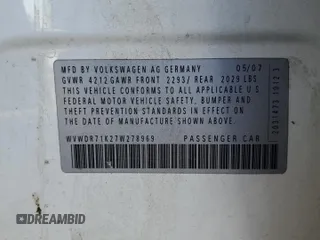 MFD BY VOLKSWAGEN AG GERMANY 05/07
GVWR 4212 GAWR FRONT 2293/ REAR 2029 LBS
THIS VEHICLE CONFORMS TO ALL APPLICABLE U.S
FEDERAL MOTOR VEHICLE SAFETY, BUMPER AND
THEFT PREVENTION STANDARDS IN EFFECT ON
THE DATE OF MANUFACTURE SHOWN ABOVE
WVWDR71K27W278969 PASSENGER CAR
AUTOBIDMASTER